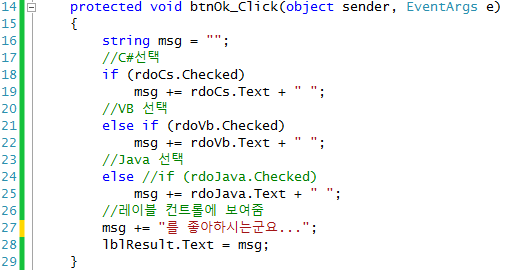 14 protected void btnOk_Click(object sender, EventArgs e)
15 {
16 string msg = "";
17 //C#선택
18 if (rdoCs.Checked)
19 msg += rdoCs.Text + " ";
20 //VB 선택
21 else if (rdoVb.Checked)
22 msg += rdoVb.Text + " ";
23 //Java 선택
24 else //if (rdoJava.Checked)
25 msg += rdoJava.Text + " ";
26 //레이블 컨트롤에 보여줌
27 msg += "를 좋아하시는군요...";
28 lblResult.Text = msg;
29 }